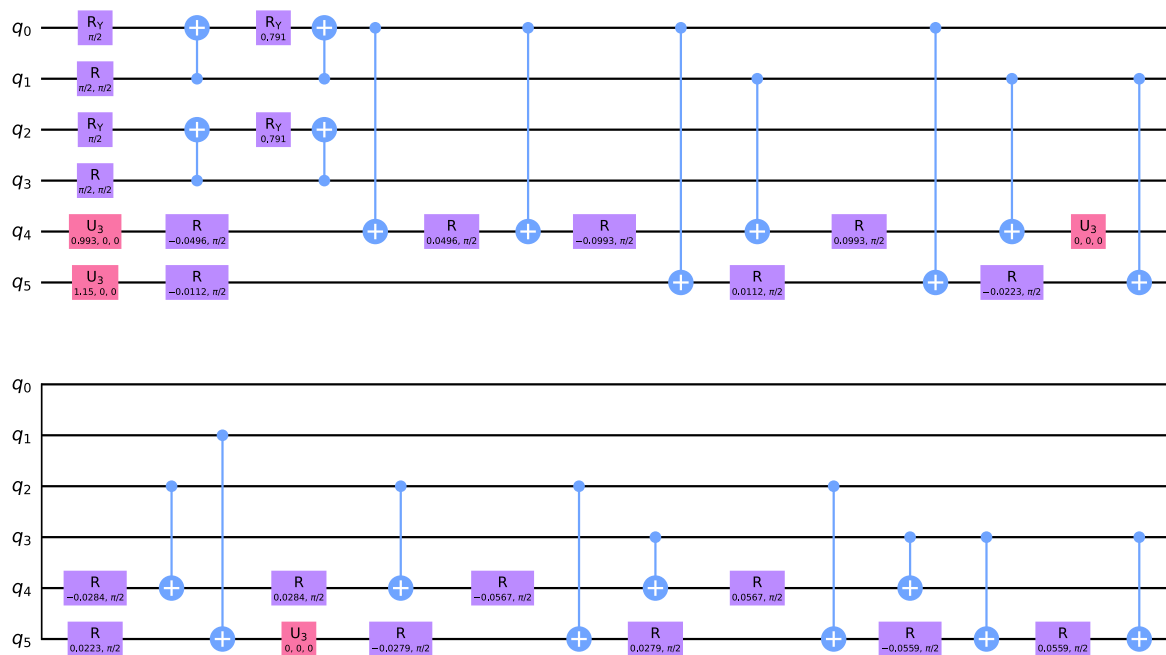 q0 RY π/2 RY 0.791
q1 R π/2, π/2
q2 RY π/2 RY 0.791
q3 R π/2, π/2
q4 U3 0.993, 0, 0 R −0.0496, π/2 R 0.0496, π/2 R −0.0993, π/2 R 0.0993, π/2 U3 0, 0, 0
q5 U3 1.15, 0, 0 R −0.0112, π/2 R 0.0112, π/2 R −0.0223, π/2
q0
q1
q2
q3
q4 R −0.0284, π/2 R 0.0284, π/2 R −0.0567, π/2 R 0.0567, π/2
q5 R 0.0223, π/2 U3 0, 0, 0 R −0.0279, π/2 R 0.0279, π/2 R −0.0559, π/2 R 0.0559, π/2